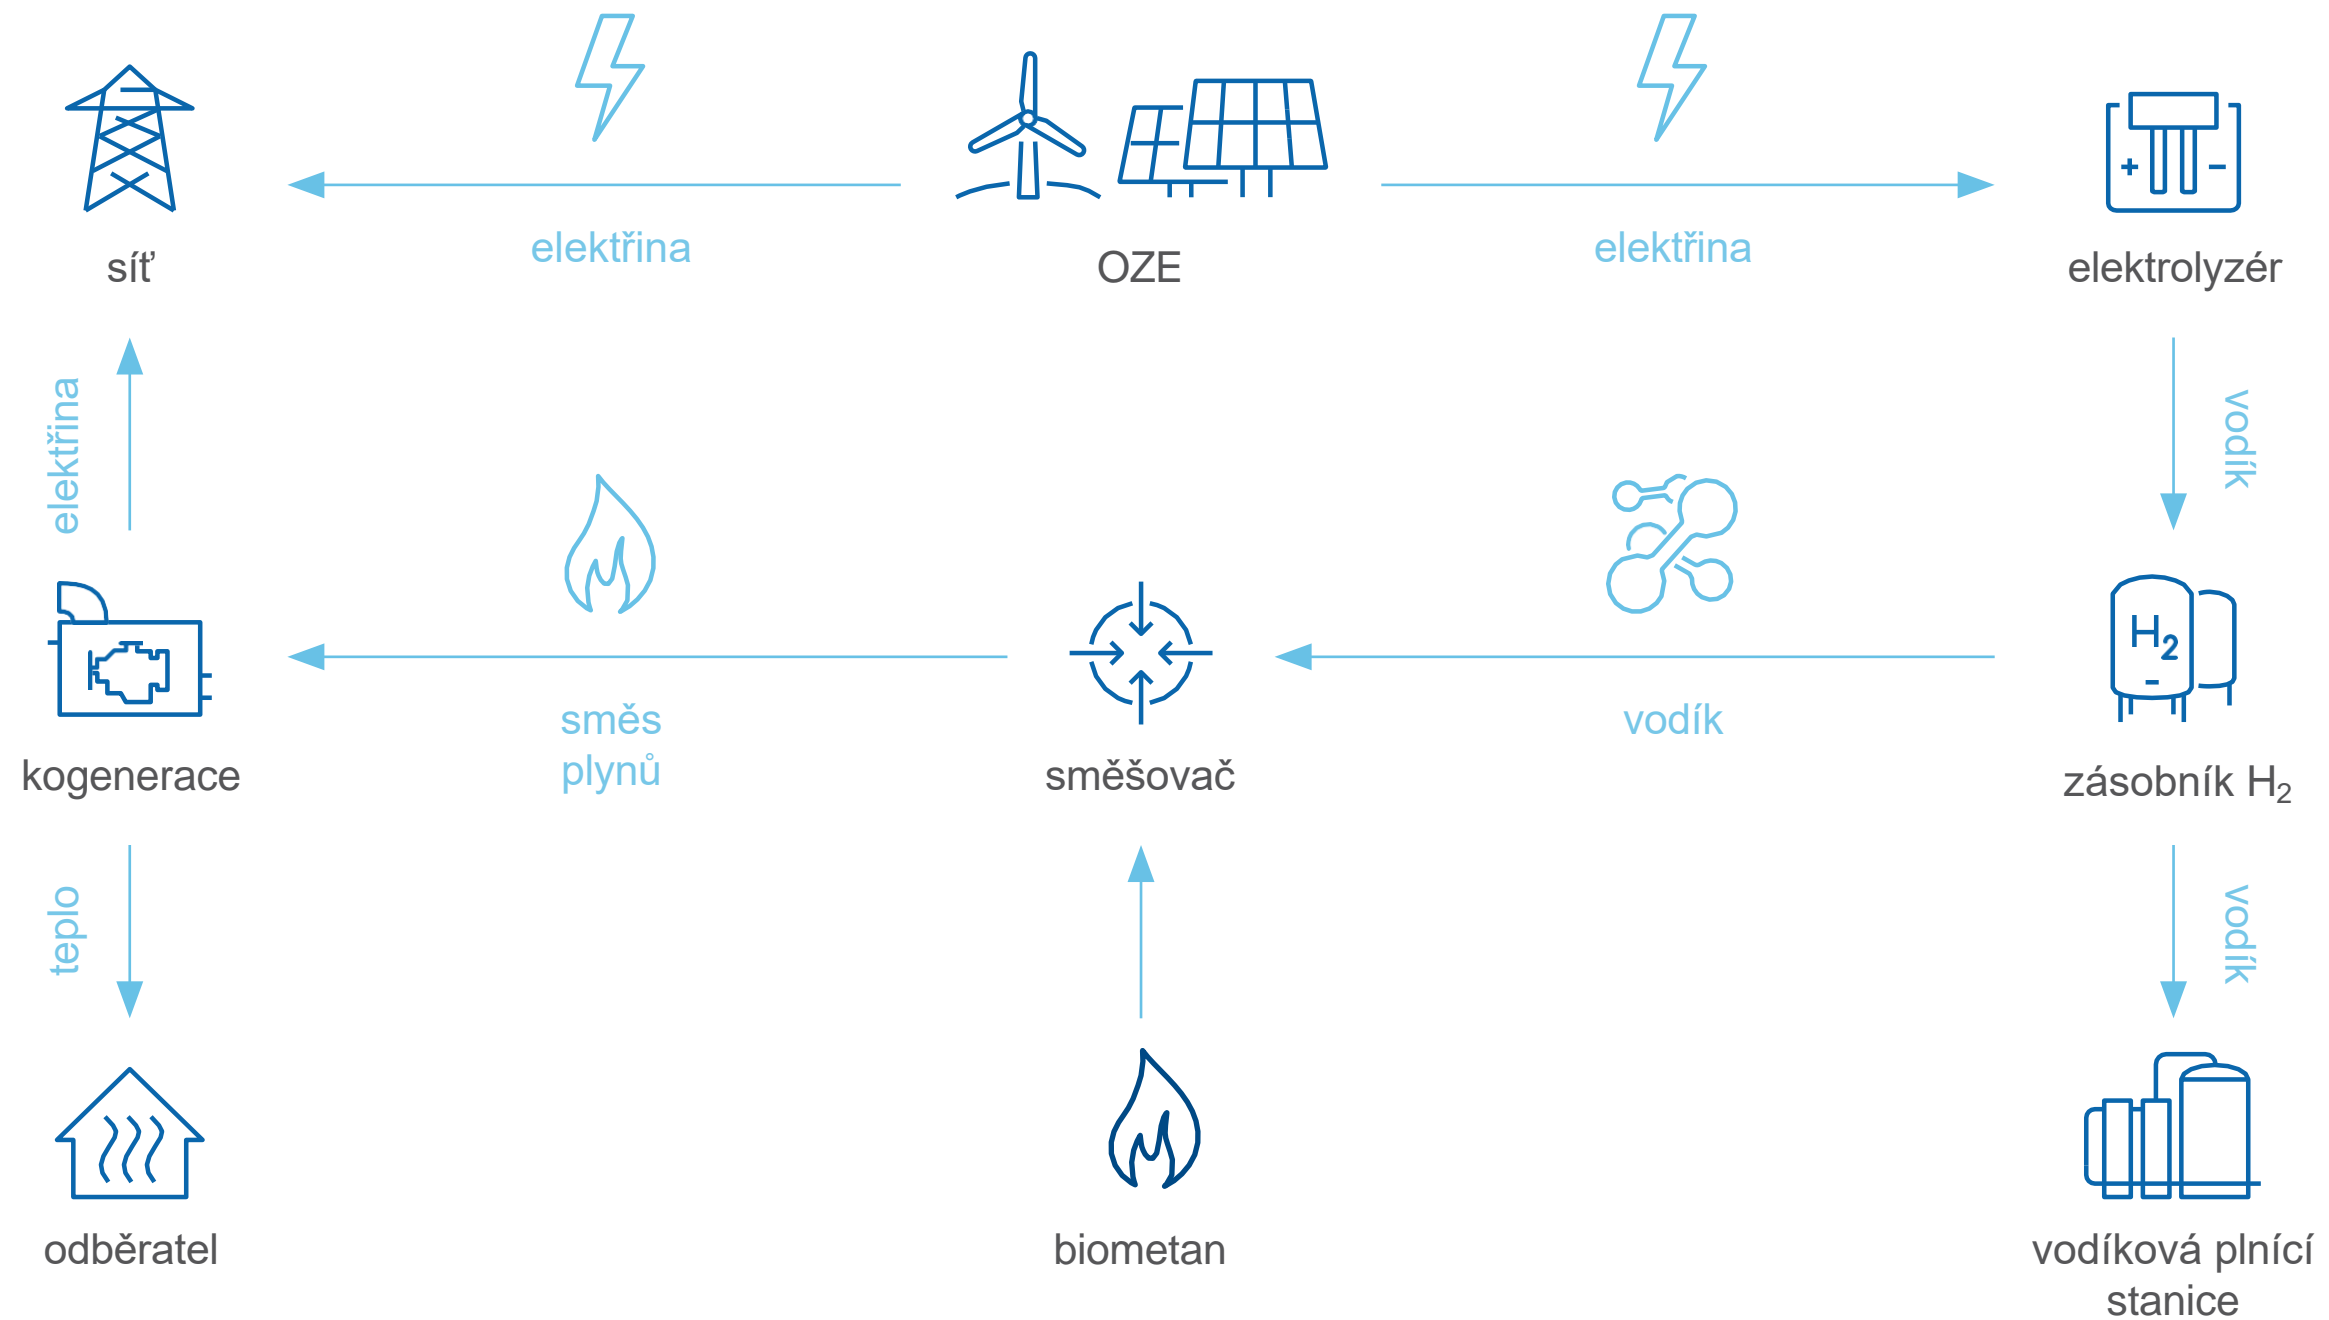 elektřina
elektřina
síť
OZE
elektrolyzér
+
-
elektřina
vodík
H2
-
směs
plynů
vodík
kogenerace
směšovač
zásobník H₂
teplo
vodík
odběratel
biometan
vodíková plnící
stanice